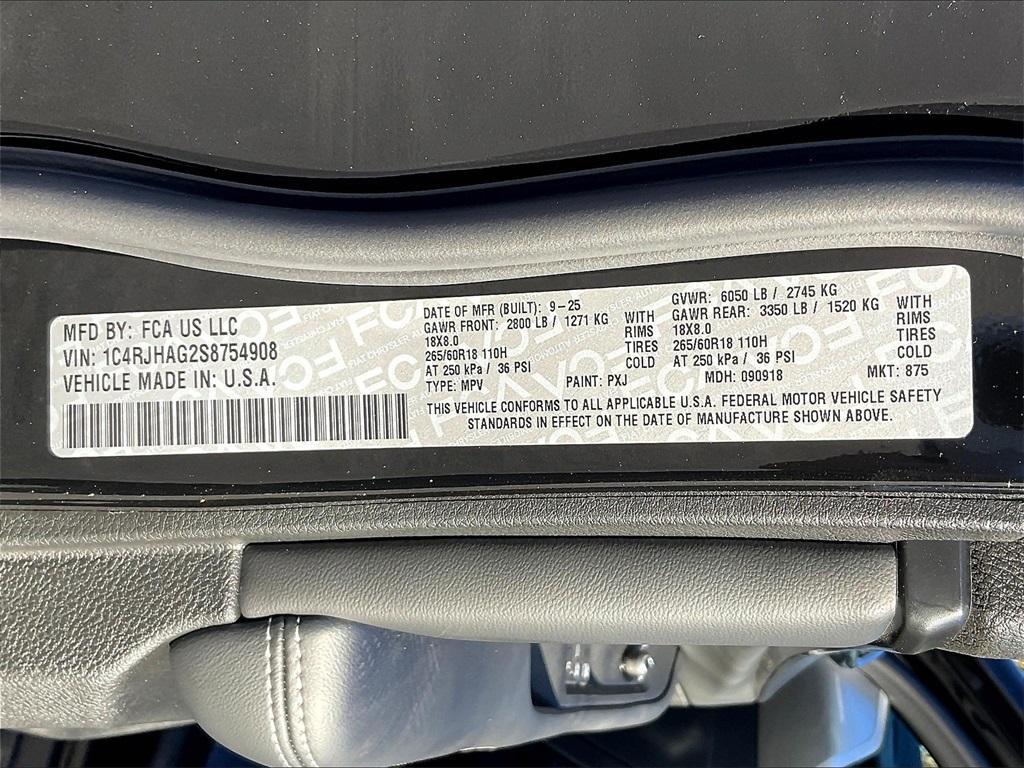 MFD BY: FCA US LLC
VIN: 1C4RJHAG2S8754908
VEHICLE MADE IN: U.S.A.
DATE OF MFR (BUILT): 9-25
GAWR FRONT: 2800 LB / 1271 KG WITH
18X8.0 RIMS
265/60R18 110H TIRES
AT 250 kPa / 36 PSI COLD
TYPE: MPV PAINT: PXJ
GVWR: 6050 LB / 2745 KG
GAWR REAR: 3350 LB / 1520 KG WITH
18X8.0 RIMS
265/60R18 110H TIRES
AT 250 kPa / 36 PSI COLD
MDH: 090918 MKT: 875
THIS VEHICLE CONFORMS TO ALL APPLICABLE U.S.A. FEDERAL MOTOR VEHICLE SAFETY
STANDARDS IN EFFECT ON THE DATE OF MANUFACTURE SHOWN ABOVE.